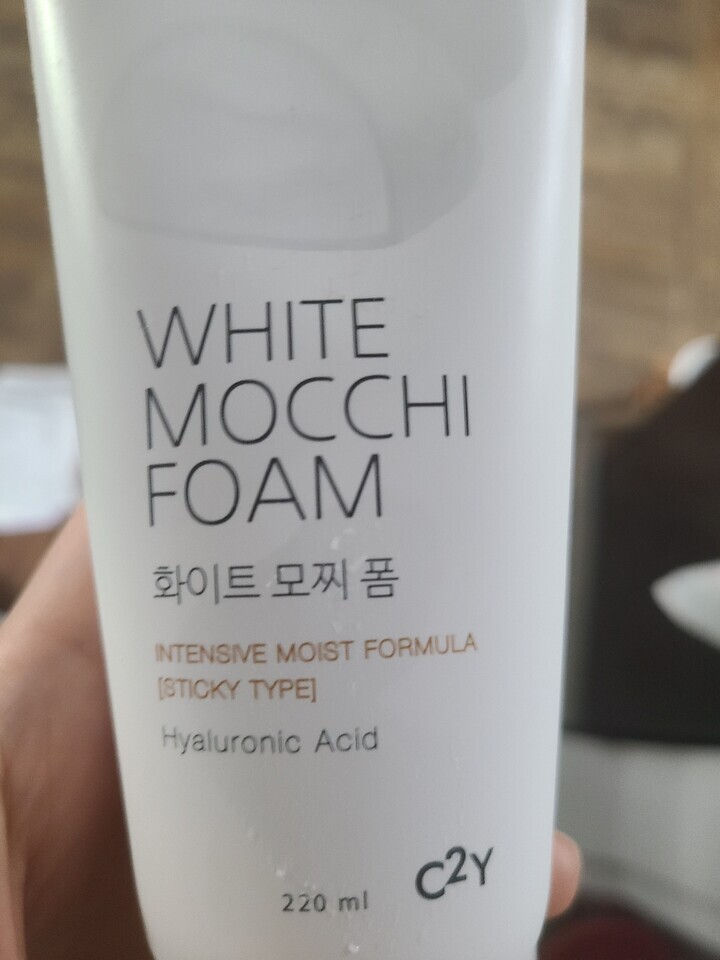 WHITE
MOCCHI
FOAM
화이트 모찌 폼
INTENSIVE MOIST FORMULA
[STICKY TYPE]
Hyaluronic Acid
220 ml
C2Y